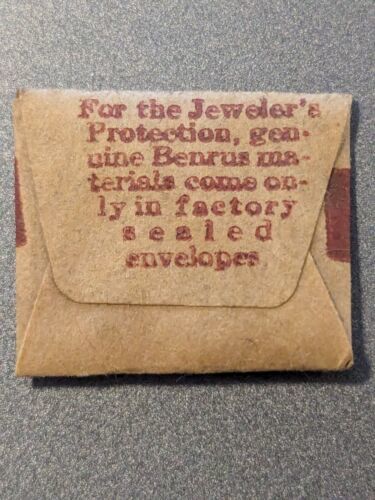 For the Jeweler's
Protection, gen-
uine Benrus ma-
terials come on-
ly in factory
sealed
envelopes